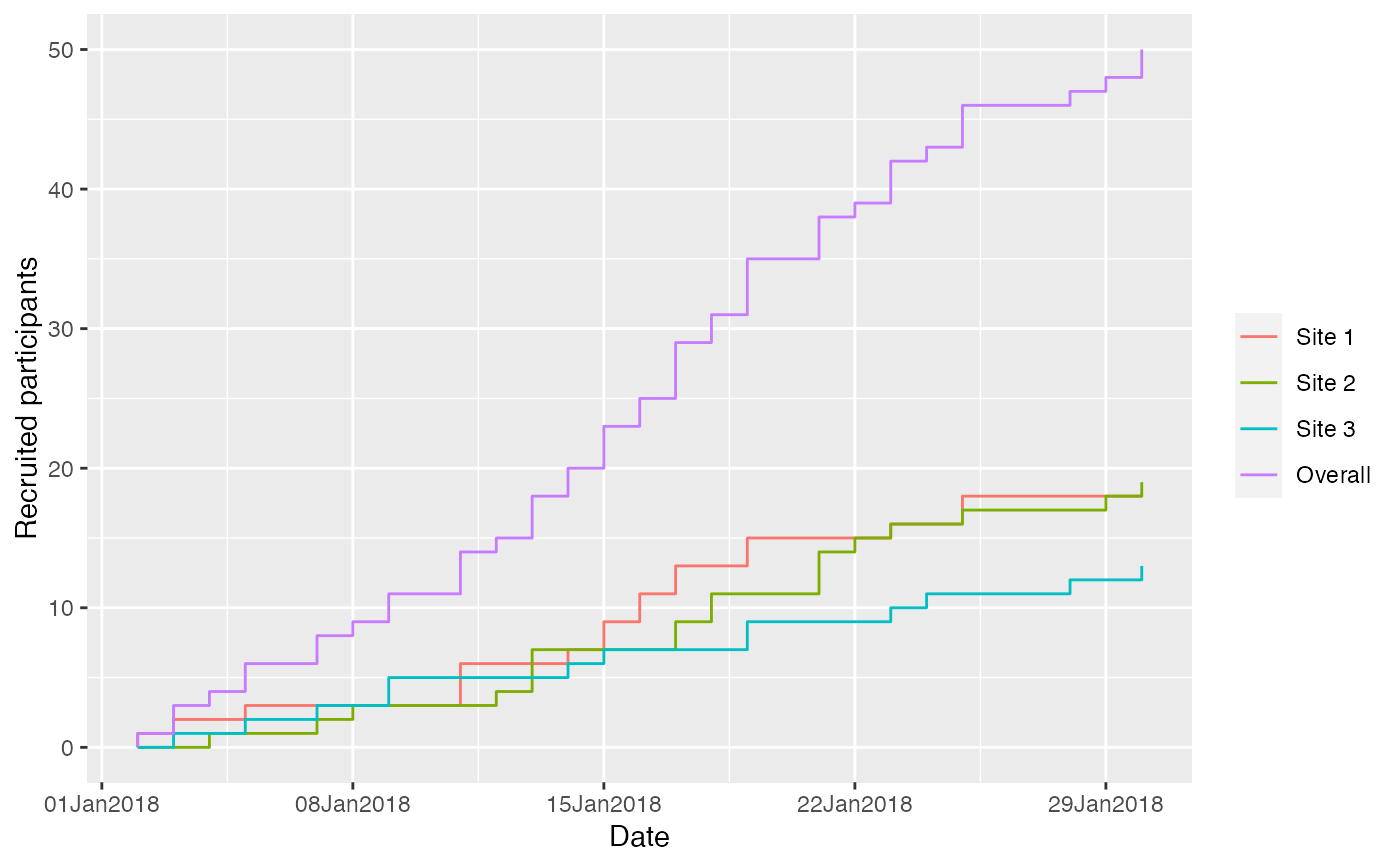 50
40
30
20
10
0
Recruited participants
01Jan2018 08Jan2018 15Jan2018 22Jan2018 29Jan2018
Date
Site 1
Site 2
Site 3
Overall